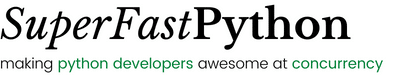 SuperFastPython
making python developers awesome at concurrency